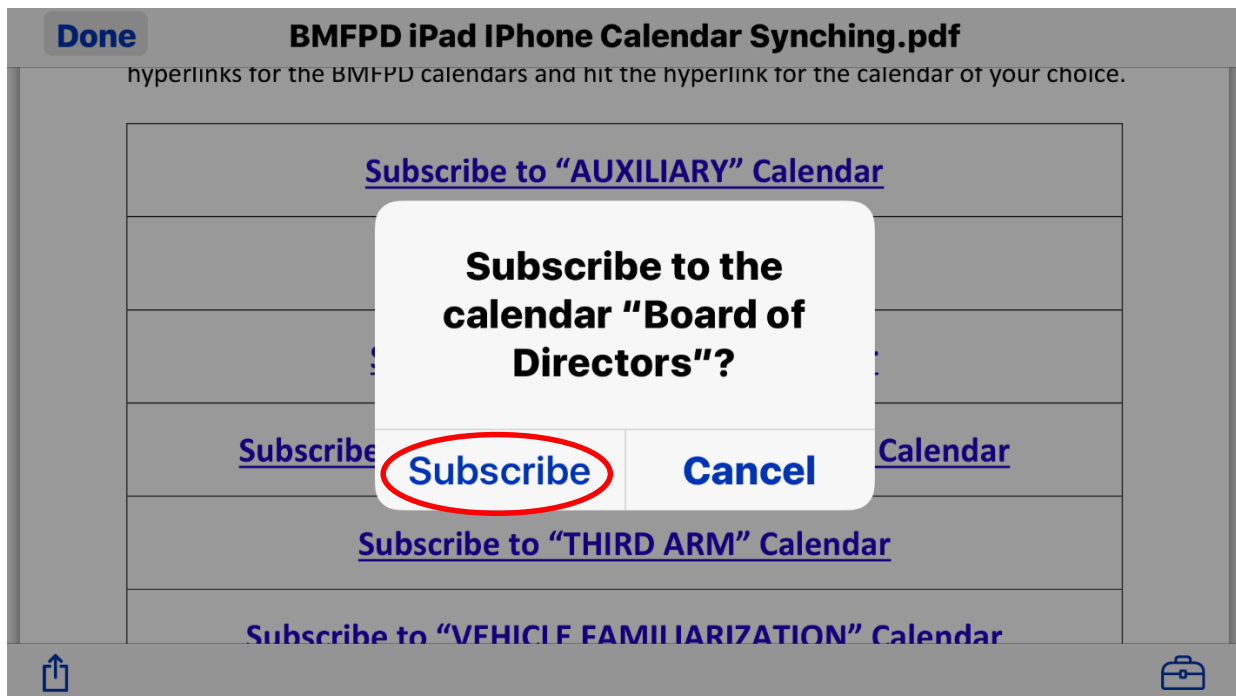 Done BMFPD iPad IPhone Calendar Synching.pdf
hyperlinks for the BMFPD calendars and hit the hyperlink for the calendar of your choice.
Subscribe to “AUXILIARY” Calendar
Subscribe to the
calendar “Board of
Directors”?
Subscribe Calendar
Subscribe Cancel
Subscribe to “THIRD ARM” Calendar
Subscribe to “VEHICLE FAMILIARIZATION” Calendar